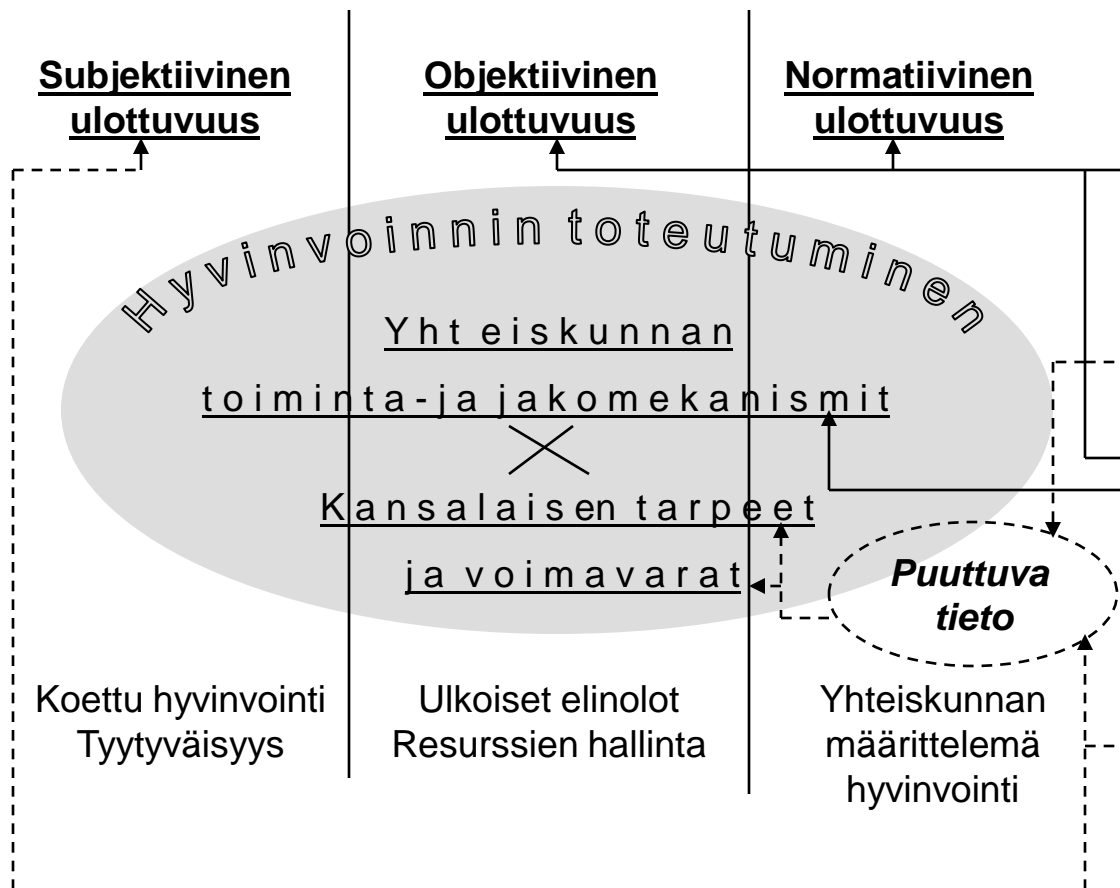 Subjektiivinen
ulottuvuus
Objektiivinen
ulottuvuus
Normatiivinen
ulottuvuus
Hyvinvoinnin toteutuminen
Yhteiskunnan
toiminta-ja jakomekanismit
Kansalaisen tarpeet
ja voimavarat
Puuttuva
tieto
Koettu hyvinvointi
Tyytyväisyys
Ulkoiset elinolot
Resurssien hallinta
Yhteiskunnan
määrittelemä
hyvinvointi